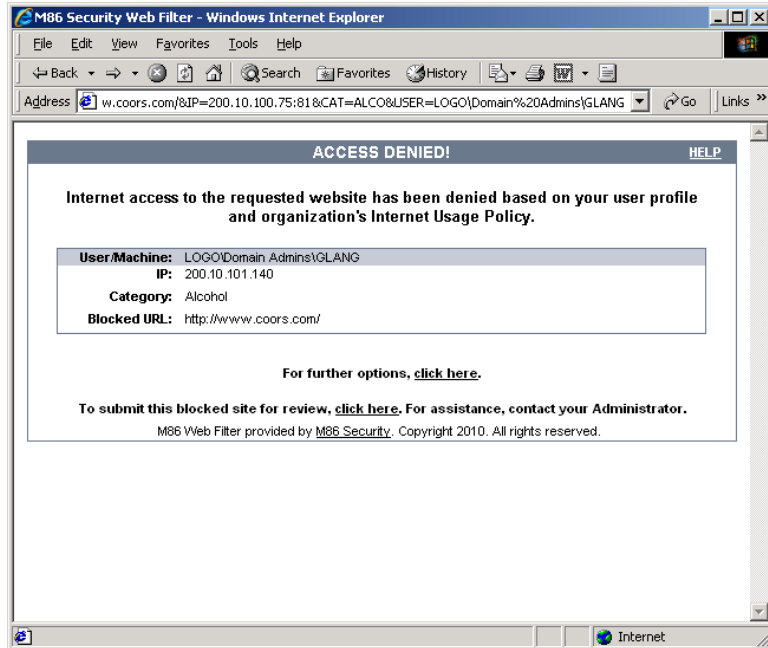 M86 Security Web Filter - Windows Internet Explorer
File Edit View Favorites Tools Help
Back Search Favorites History
Address w.coors.com/&IP=200.10.100.75:81&CAT=ALCO&USER=LOGO\Domain%20Admins\GLANG Go Links »
ACCESS DENIED! HELP
Internet access to the requested website has been denied based on your user profile
and organization's Internet Usage Policy.
User/Machine: LOGO\Domain Admins\GLANG
IP: 200.10.101.140
Category: Alcohol
Blocked URL: http://www.coors.com/
For further options, click here.
To submit this blocked site for review, click here. For assistance, contact your Administrator.
M86 Web Filter provided by M86 Security. Copyright 2010. All rights reserved.
Internet